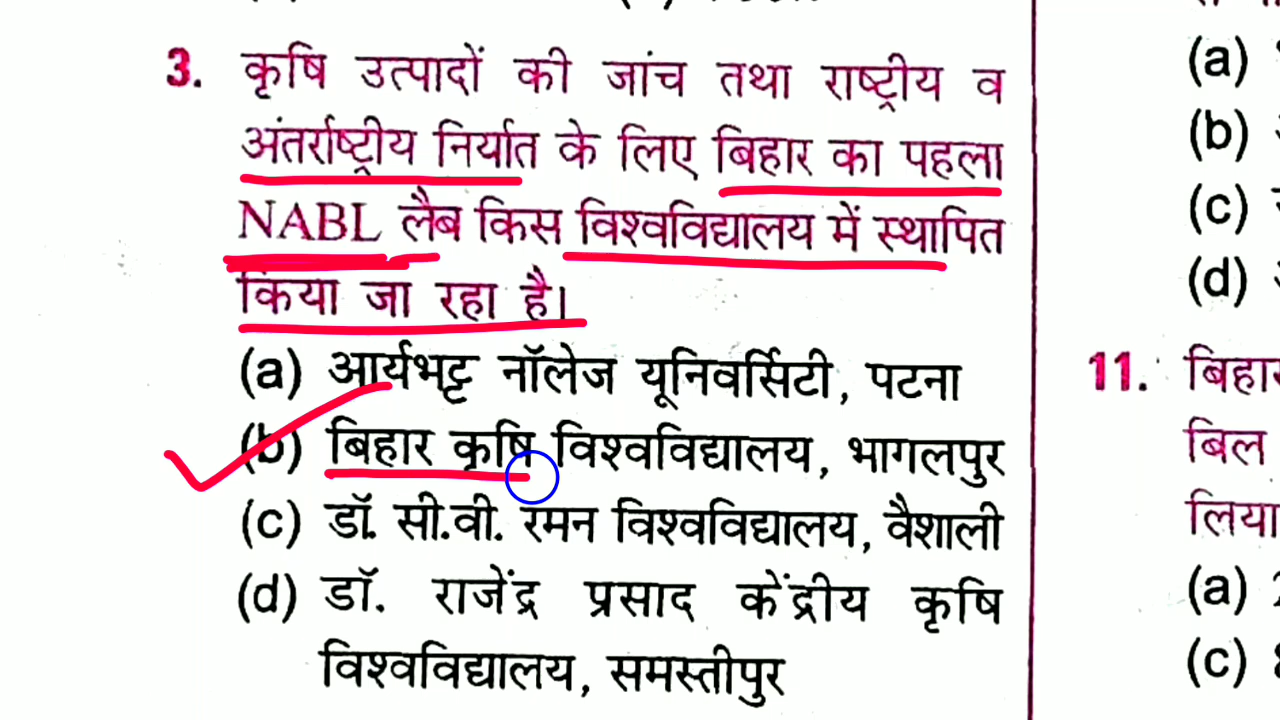 3. कृषि उत्पादों की जांच तथा राष्ट्रीय व
अंतर्राष्ट्रीय निर्यात के लिए बिहार का पहला
NABL लैब किस विश्वविद्यालय में स्थापित
किया जा रहा है।
(a) आर्यभट्ट नॉलेज यूनिवर्सिटी, पटना
(b) बिहार कृषि विश्वविद्यालय, भागलपुर
(c) डॉ. सी.वी. रमन विश्वविद्यालय, वैशाली
(d) डॉ. राजेंद्र प्रसाद केंद्रीय कृषि
विश्वविद्यालय, समस्तीपुर
(a)
(b)
(c)
(d)
11.
बिल
लिया
(a)
(c)